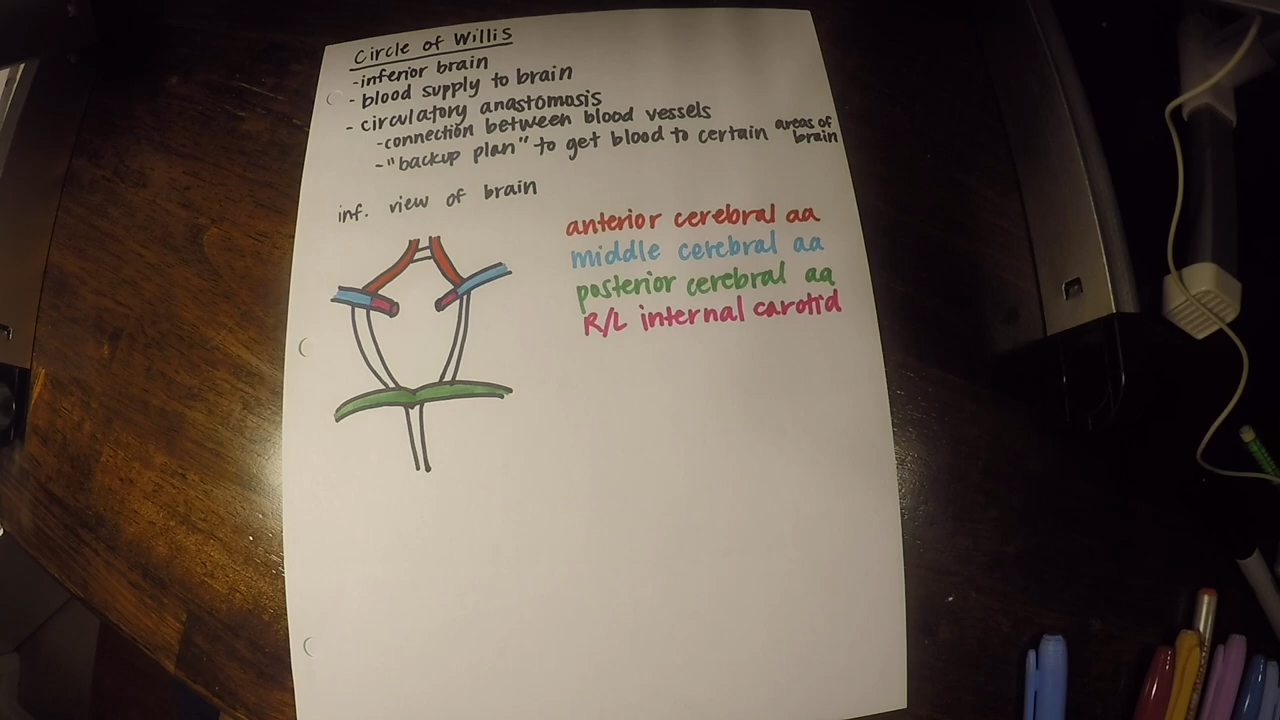 Circle of Willis
-inferior brain
- blood supply to brain
- circulatory anastomosis
-connection between blood vessels
-"backup plan" to get blood to certain areas of brain
inf. view of brain
anterior cerebral aa
middle cerebral aa
posterior cerebral aa
R/L internal carotid